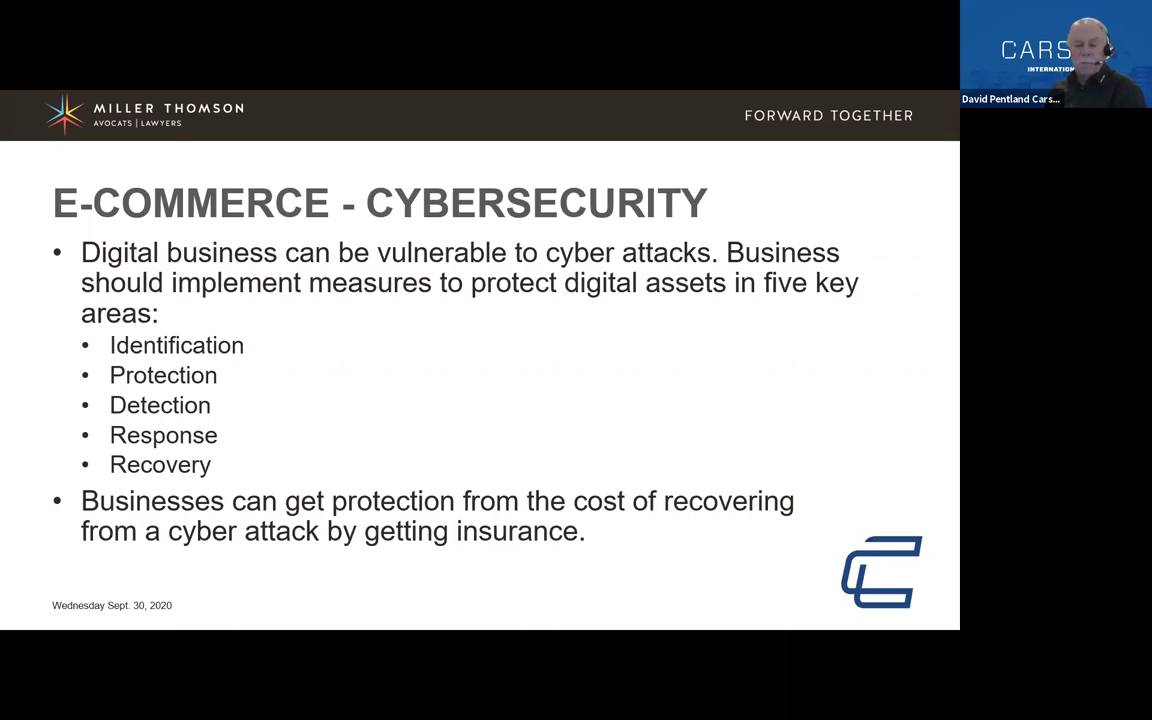 CARS
INTERNATION
David Pentland Cars...
MILLER THOMSON
AVOCATS | LAWYERS
FORWARD TOGETHER
E-COMMERCE - CYBERSECURITY
• Digital business can be vulnerable to cyber attacks. Business
should implement measures to protect digital assets in five key
areas:
• Identification
• Protection
• Detection
• Response
• Recovery
• Businesses can get protection from the cost of recovering
from a cyber attack by getting insurance.
Wednesday Sept. 30, 2020